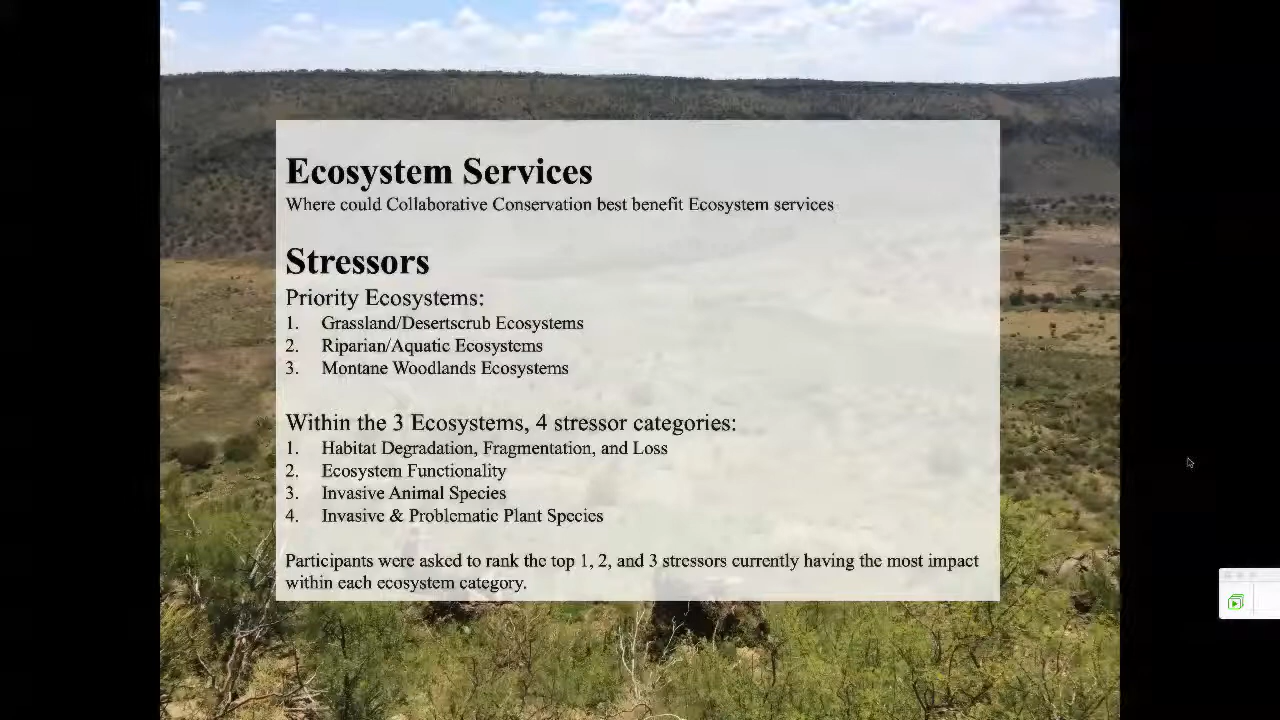 Ecosystem Services
Where could Collaborative Conservation best benefit Ecosystem services
Stressors
Priority Ecosystems:
1. Grassland/Desertscrub Ecosystems
2. Riparian/Aquatic Ecosystems
3. Montane Woodlands Ecosystems
Within the 3 Ecosystems, 4 stressor categories:
1. Habitat Degradation, Fragmentation, and Loss
2. Ecosystem Functionality
3. Invasive Animal Species
4. Invasive & Problematic Plant Species
Participants were asked to rank the top 1, 2, and 3 stressors currently having the most impact
within each ecosystem category.